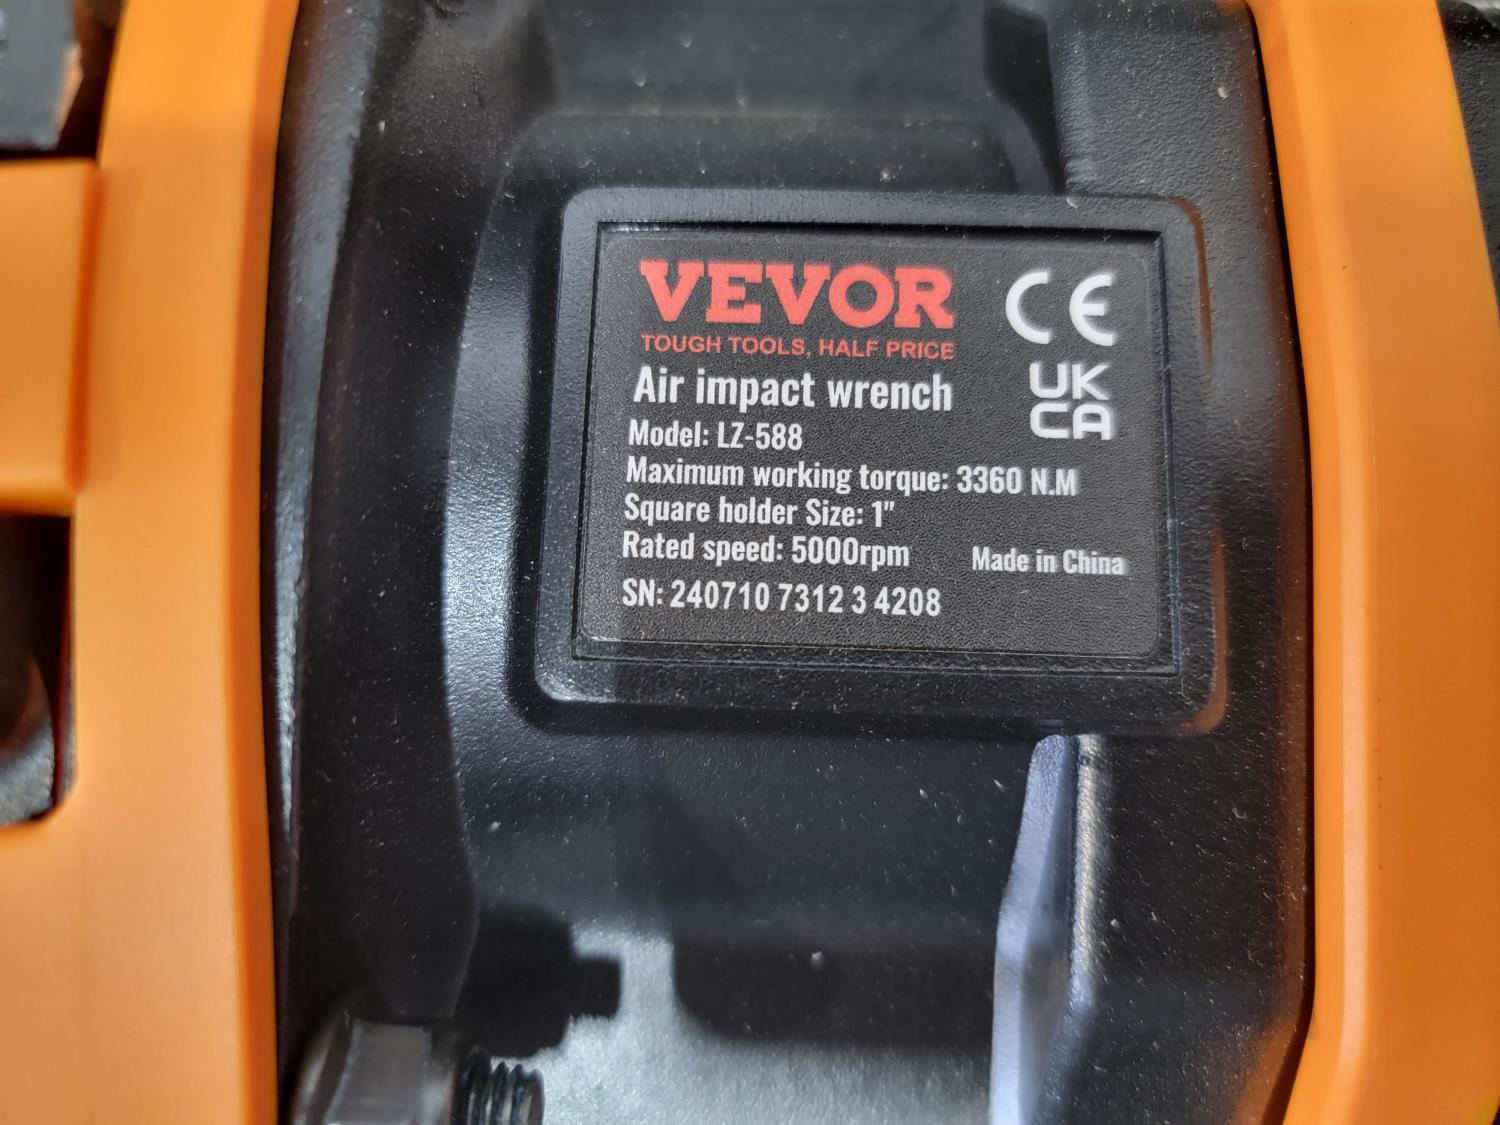 VEVOR
TOUGH TOOLS, HALF PRICE
CE
UK
CA
Air impact wrench
Model: LZ-588
Maximum working torque: 3360 N.M
Square holder Size: 1"
Rated speed: 5000rpm
Made in China
SN: 240710 7312 3 4208